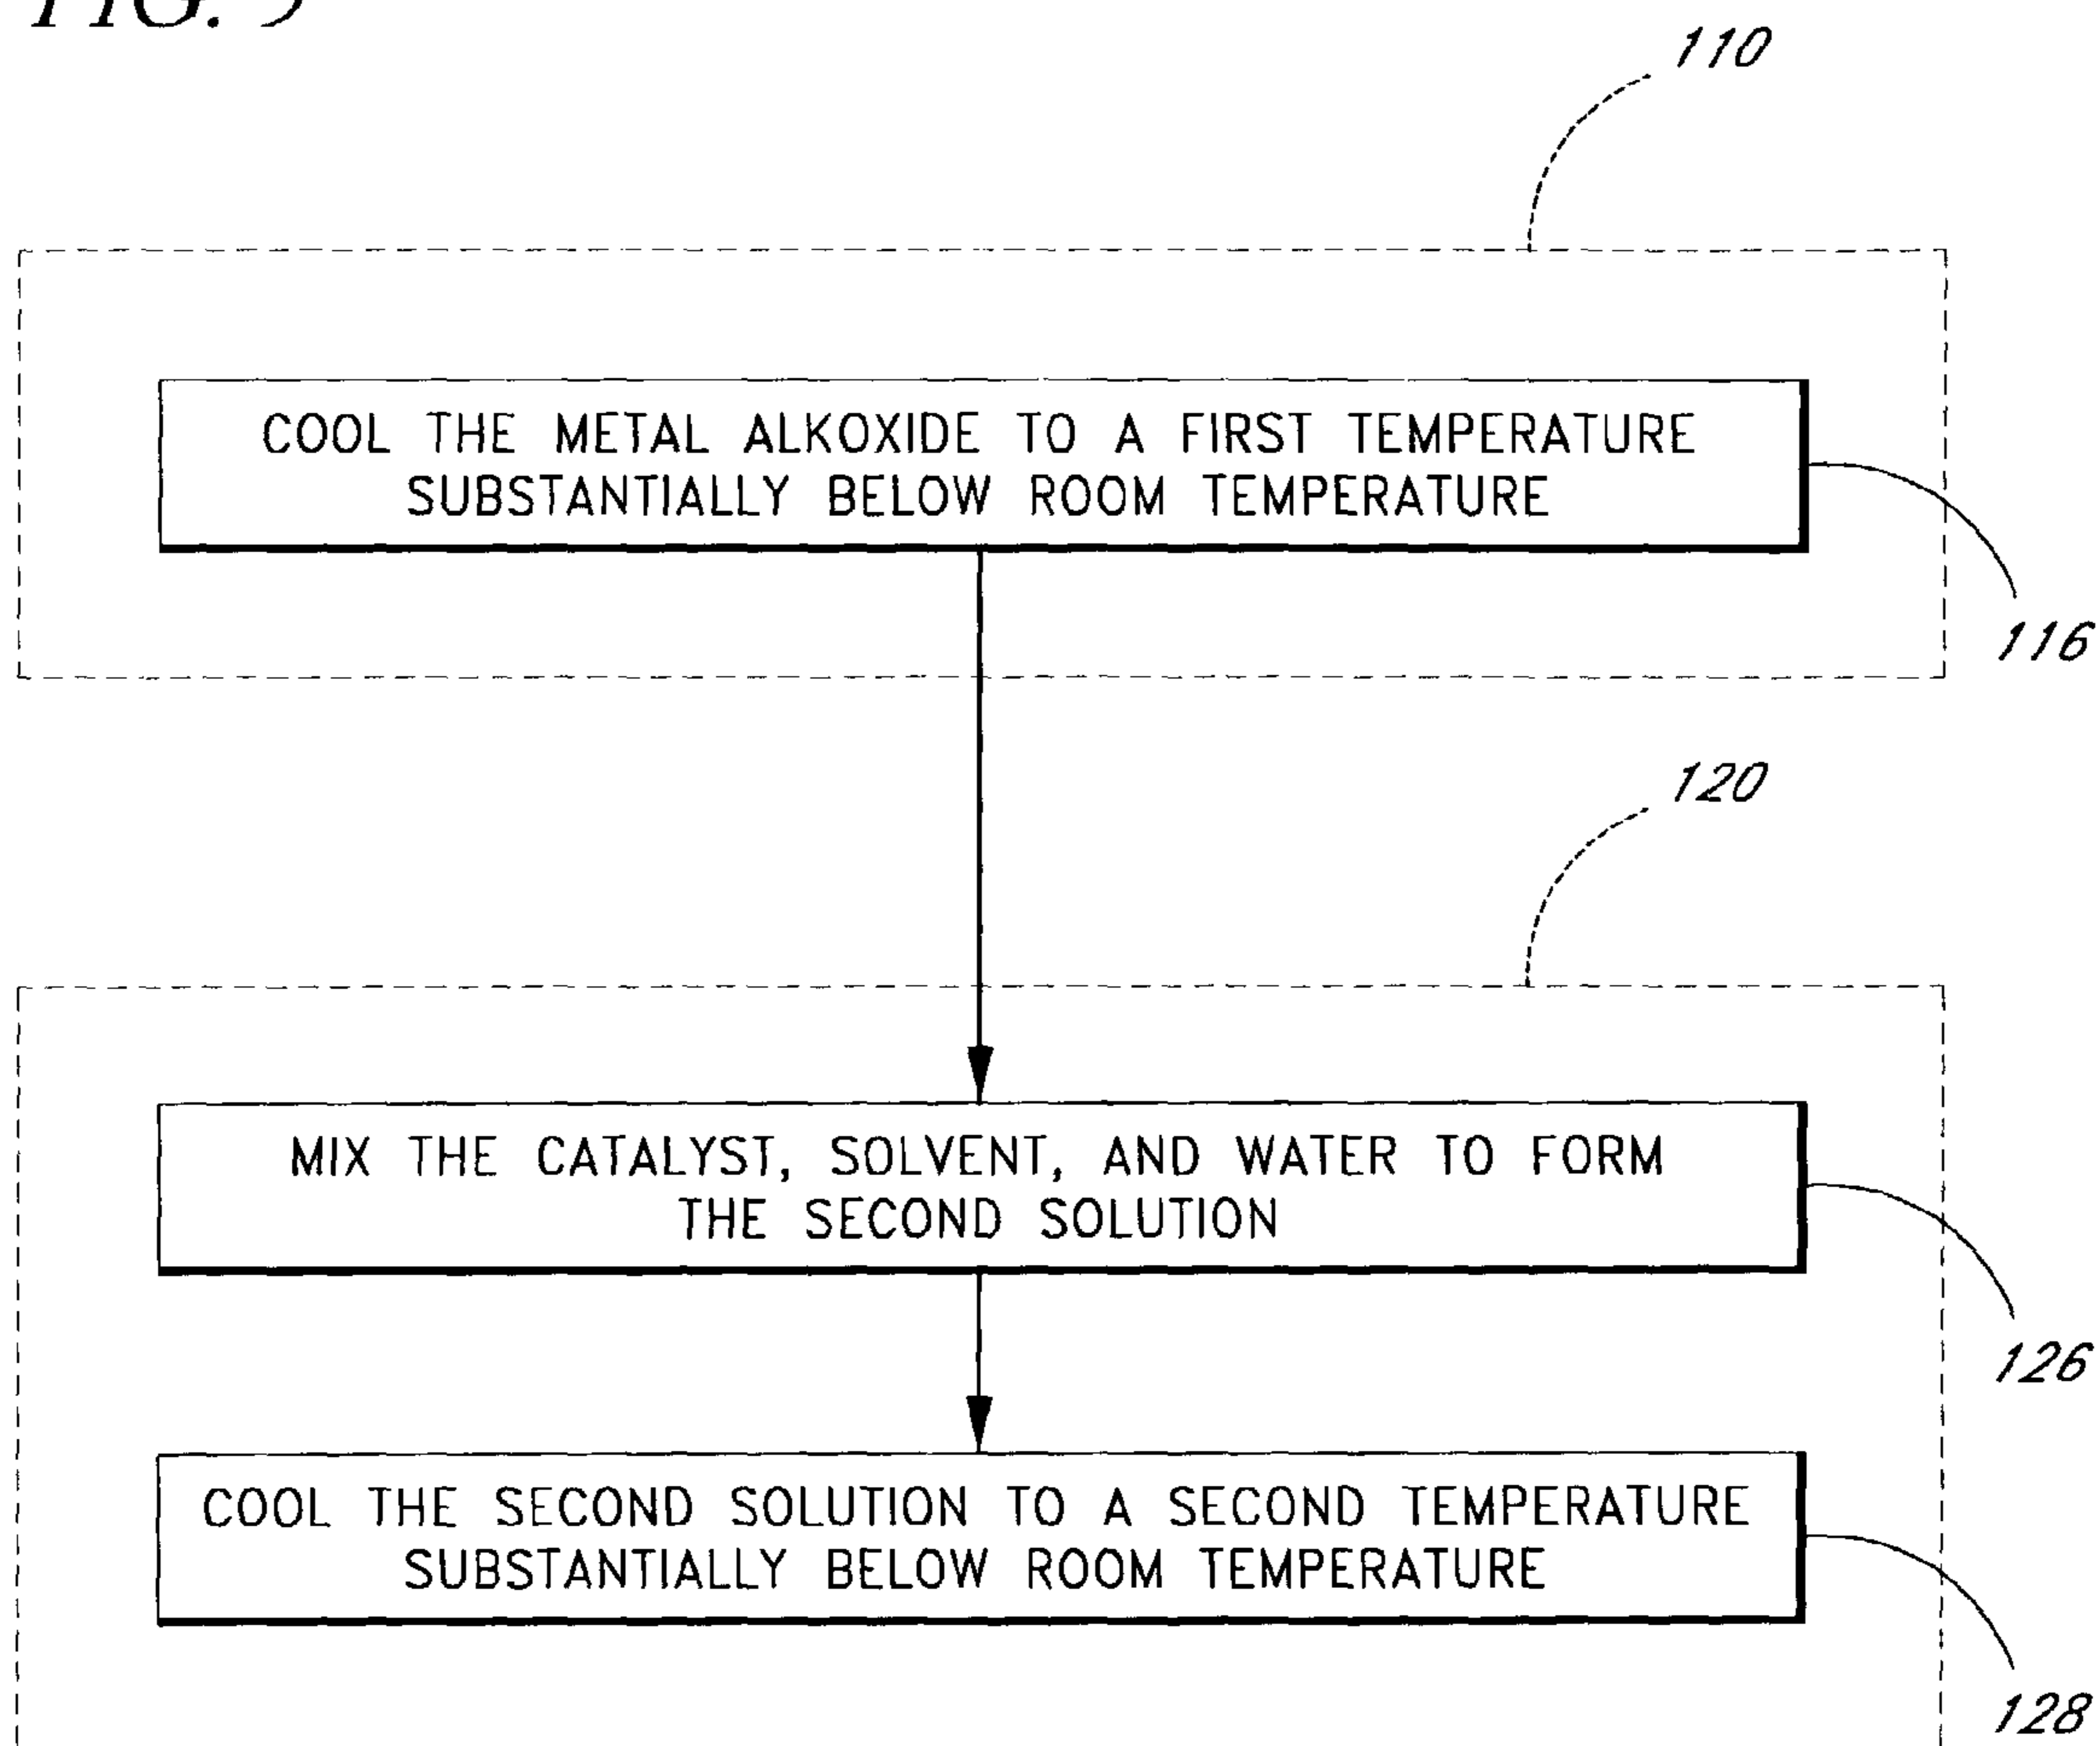 FIG.
110
COOL THE METAL ALKOXIDE TO A FIRST TEMPERATURE
SUBSTANTIALLY BELOW ROOM TEMPERATURE
116
120
MIX THE CATALYST, SOLVENT, AND WATER TO FORM
THE SECOND SOLUTION
126
COOL THE SECOND SOLUTION TO A SECOND TEMPERATURE
SUBSTANTIALLY BELOW ROOM TEMPERATURE
128